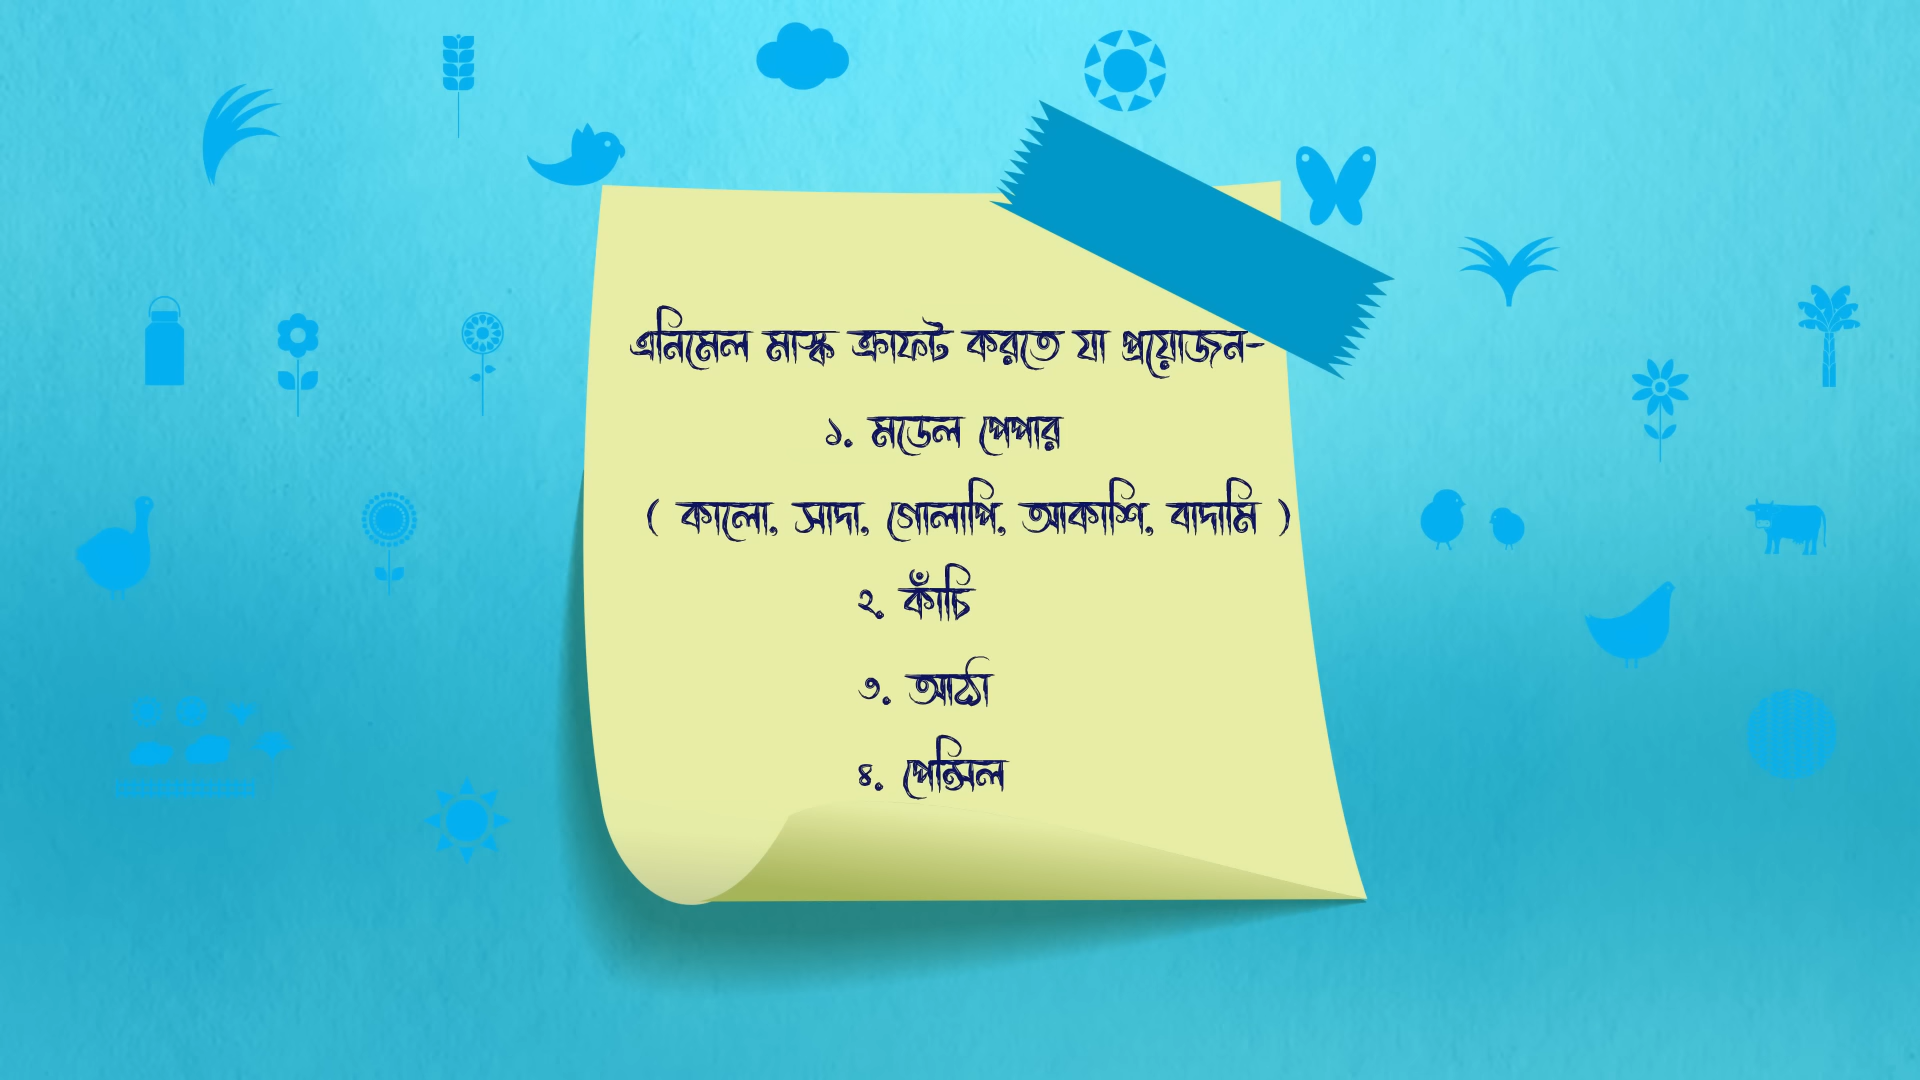 এনিমেল মাস্ক ক্রাফট করতে যা প্রয়োজন-
১. মডেল পেপার
( কালো, সাদা, গোলাপি, আকাশি, বাদামি )
২. কাঁচি
৩. আঠা
৪. পেন্সিল